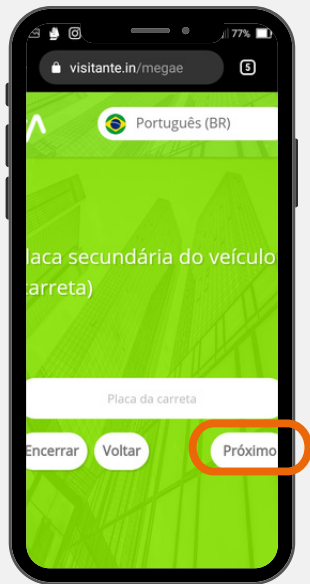 77%
visitante.in/megae
5
Português (BR)
laca secundária do veículo
carreta)
Placa da carreta
Encerrar Voltar Próximo